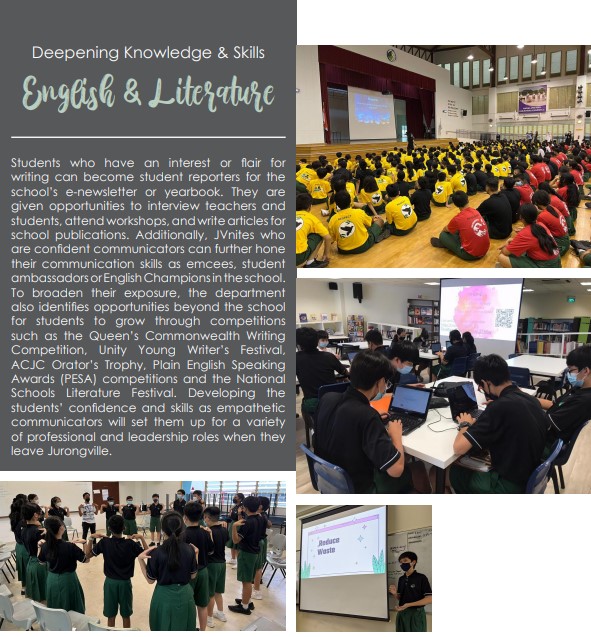 Deepening Knowledge & Skills
English & Literature
Students who have an interest or flair for
writing can become student reporters for the
school's e-newsletter or yearbook. They are
given opportunities to interview teachers and
students, attend workshops, and write articles for
school publications. Additionally, JVnites who
are confident communicators can further hone
their communication skills as emcees, student
ambassadors or English Champions in the school.
To broaden their exposure, the department
also identifies opportunities beyond the school
for students to grow through competitions
such as the Queen's Commonwealth Writing
Competition, Unity Young Writer's Festival,
ACJC Orator's Trophy, Plain English Speaking
Awards (PESA) competitions and the National
Schools Literature Festival. Developing the
students' confidence and skills as empathetic
communicators will set them up for a variety
of professional and leadership roles when they
leave Jurongville.
Reduce
Waste